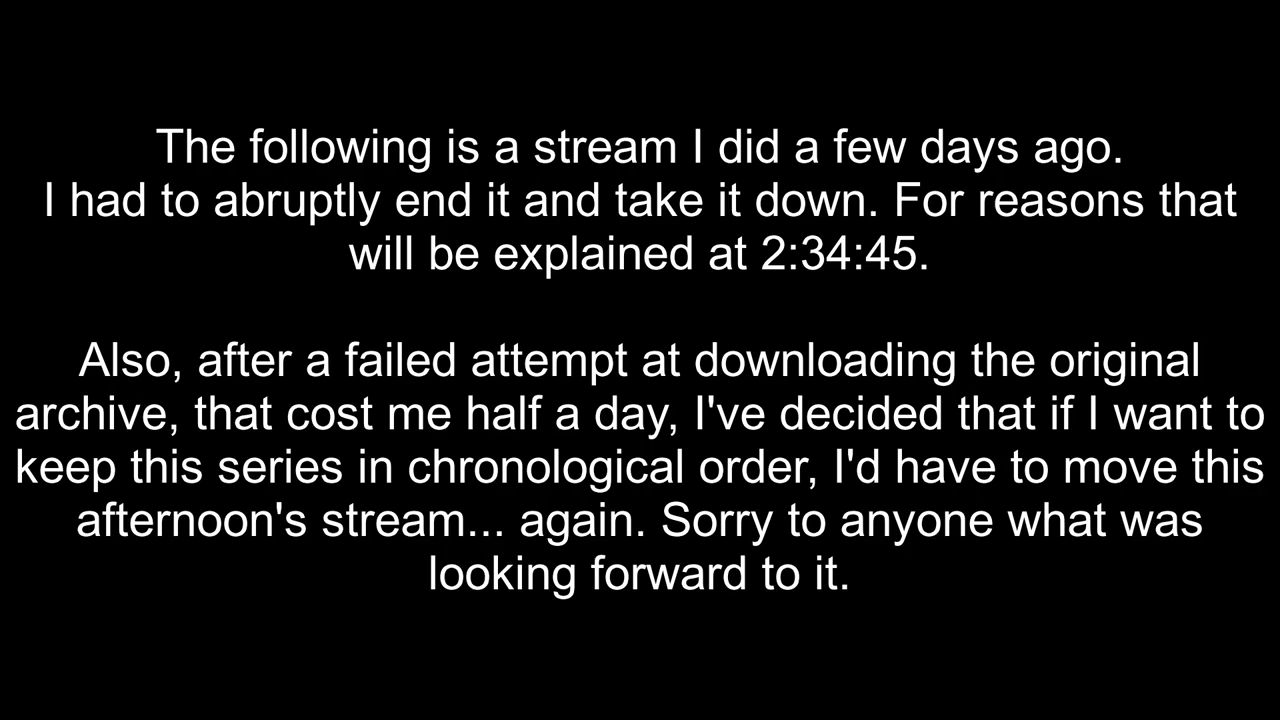 The following is a stream I did a few days ago.
I had to abruptly end it and take it down. For reasons that
will be explained at 2:34:45.
Also, after a failed attempt at downloading the original
archive, that cost me half a day, I've decided that if I want to
keep this series in chronological order, I'd have to move this
afternoon's stream... again. Sorry to anyone what was
looking forward to it.